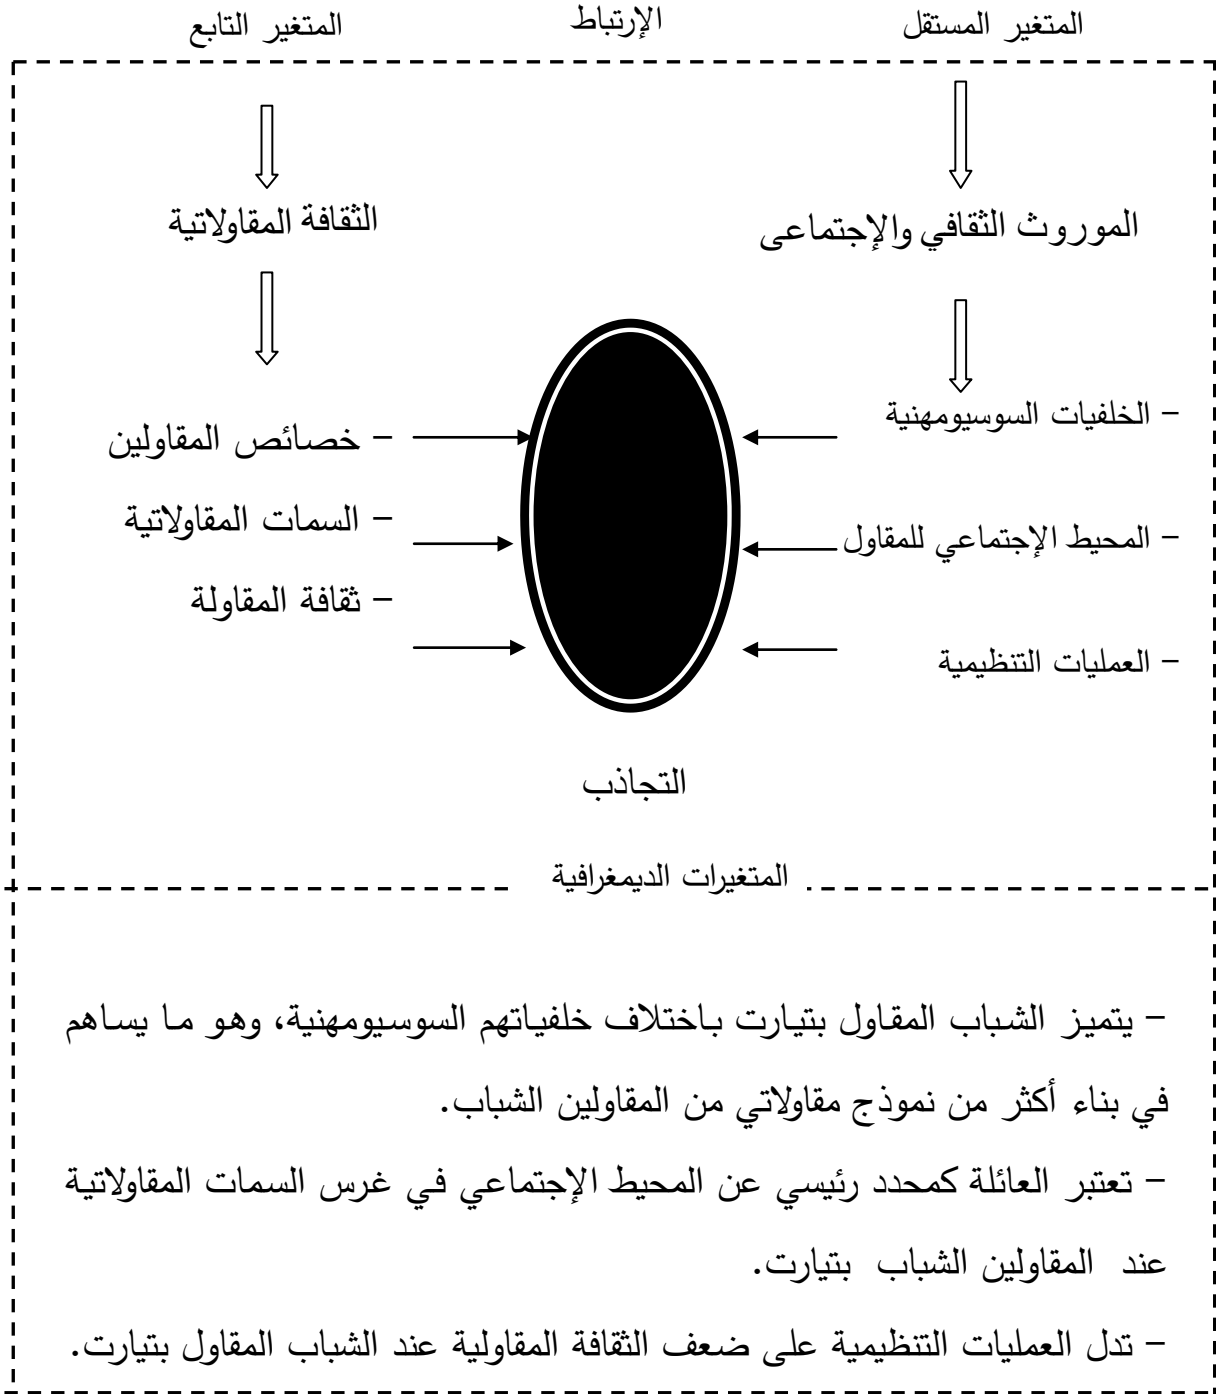 المتغير المستقل
الإرتباط
المتغير التابع
الموروث الثقافي والإجتماعى
الثقافة المقاولاتية
– الخلفيات السوسيومهنية
– المحيط الإجتماعي للمقاول
– العمليات التنظيمية
– خصائص المقاولين
– السمات المقاولاتية
– ثقافة المقاولة
التجاذب
المتغيرات الديمغرافية
– يتميز الشباب المقاول بتيارت باختلاف خلفياتهم السوسيومهنية، وهو ما يساهم
في بناء أكثر من نموذج مقاولاتي من المقاولين الشباب.
– تعتبر العائلة كمحدد رئيسي عن المحيط الإجتماعي في غرس السمات المقاولاتية
عند المقاولين الشباب بتيارت.
– تدل العمليات التنظيمية على ضعف الثقافة المقاولية عند الشباب المقاول بتيارت.